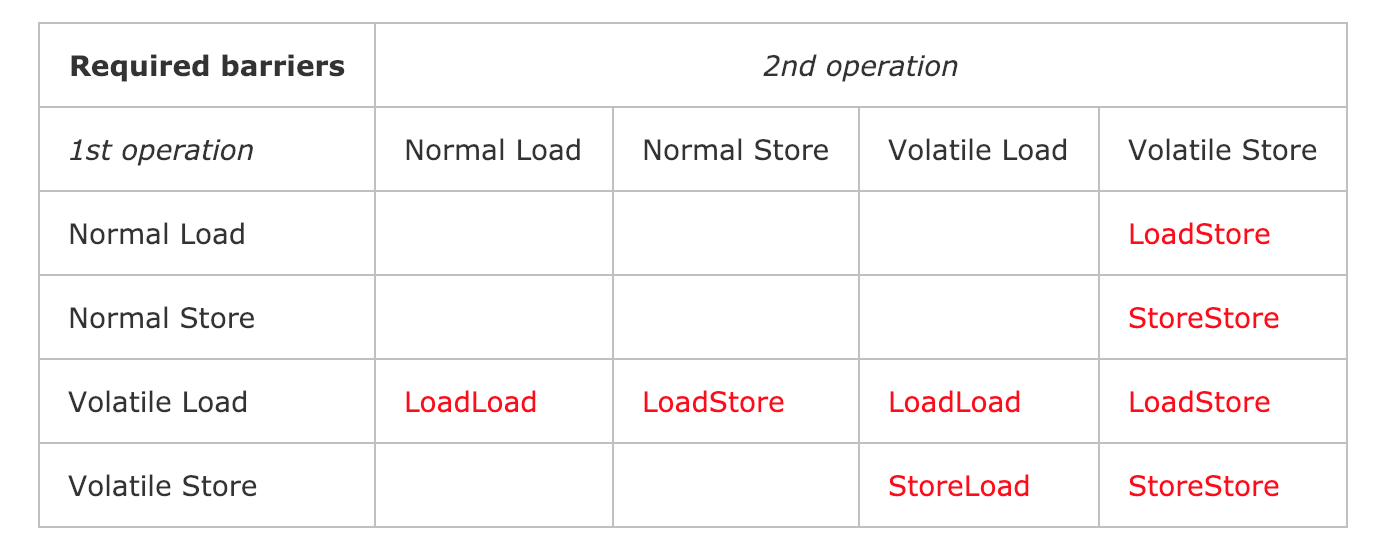 Required barriers 2nd operation
1st operation Normal Load Normal Store Volatile Load Volatile Store
Normal Load LoadStore
Normal Store StoreStore
Volatile Load LoadLoad LoadStore LoadLoad LoadStore
Volatile Store StoreLoad StoreStore